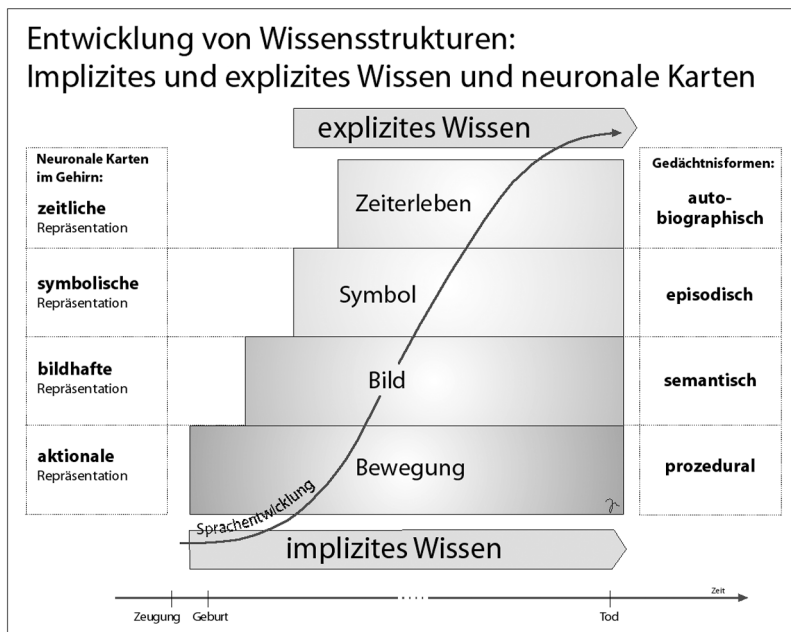 Entwicklung von Wissensstrukturen:
Implizites und explizites Wissen und neuronale Karten
explizites Wissen
Neuronale Karten
im Gehirn:
zeitliche
Repräsentation
Zeiterleben
Gedächtnisformen:
auto-
biographisch
symbolische
Repräsentation
Symbol
episodisch
bildhafte
Repräsentation
Bild
semantisch
aktionale
Repräsentation
Bewegung
prozedural
Sprachentwicklung
implizites Wissen
Zeugung
Geburt
....
Tod
Zeit